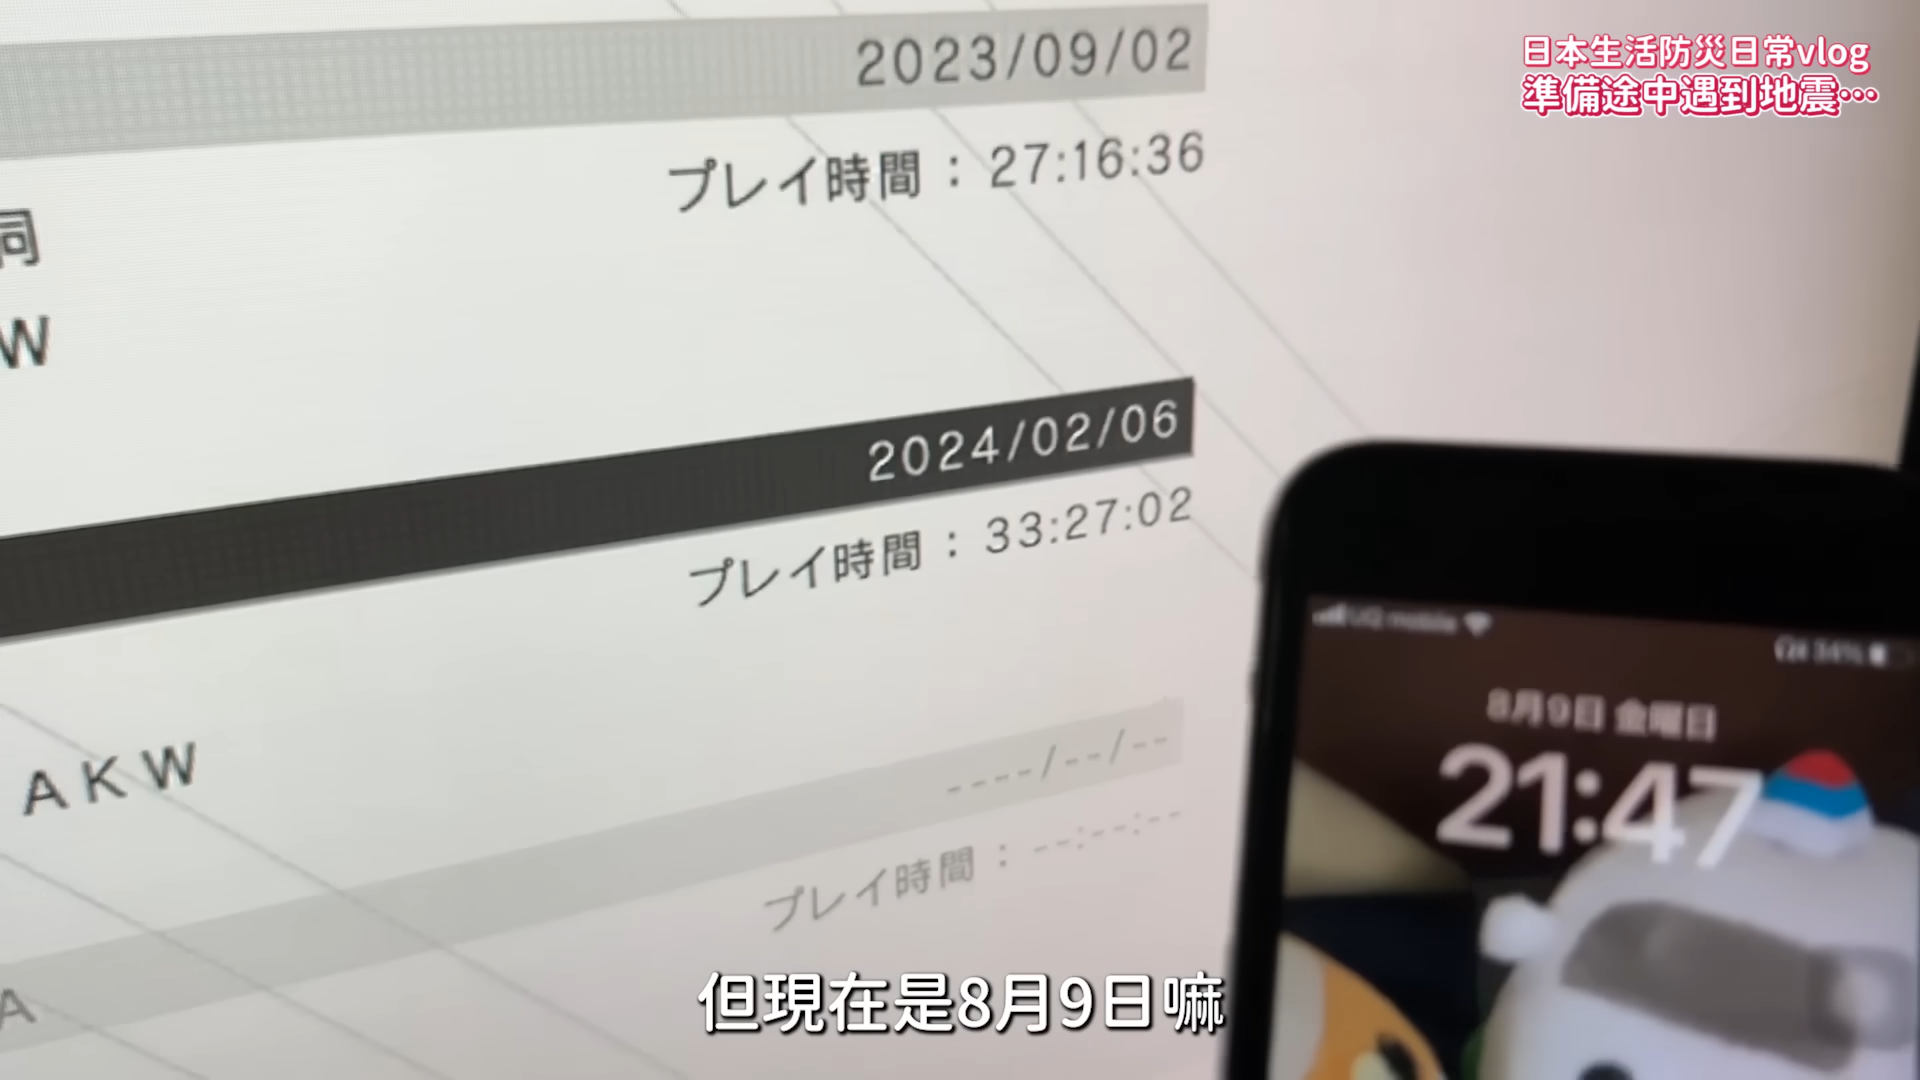 日本生活防災日常vlog
準備途中遇到地震…
2023/09/02
プレイ時間：27:16:36
同
W
2024/02/06
プレイ時間：33:27:02
AKW
----/--/--
プレイ時間：--:--:--
A
UQ mobile
8月9日 金曜日
21:47
但現在是8月9日嘛